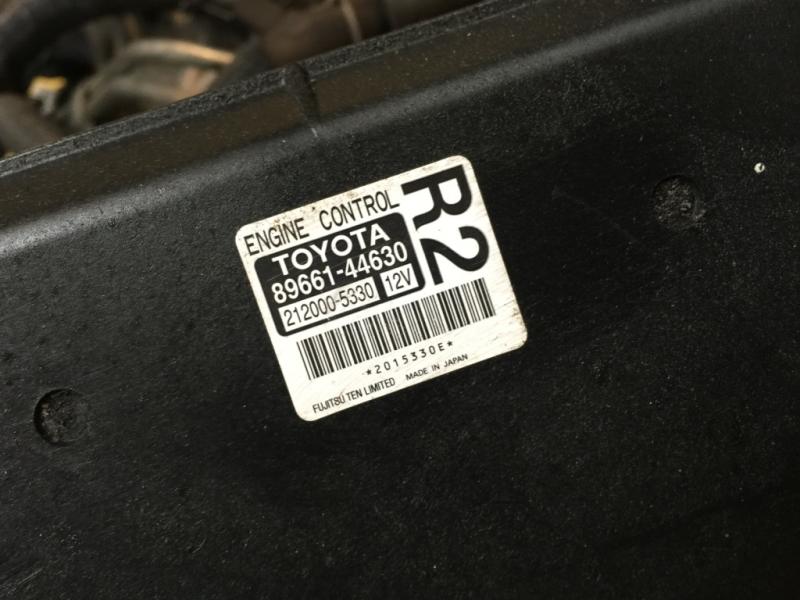 ENGINE CONTROL
R2
TOYOTA
89661-44630
212000-5330 12V
*2015330E*
FUJITSU TEN LIMITED MADE IN JAPAN